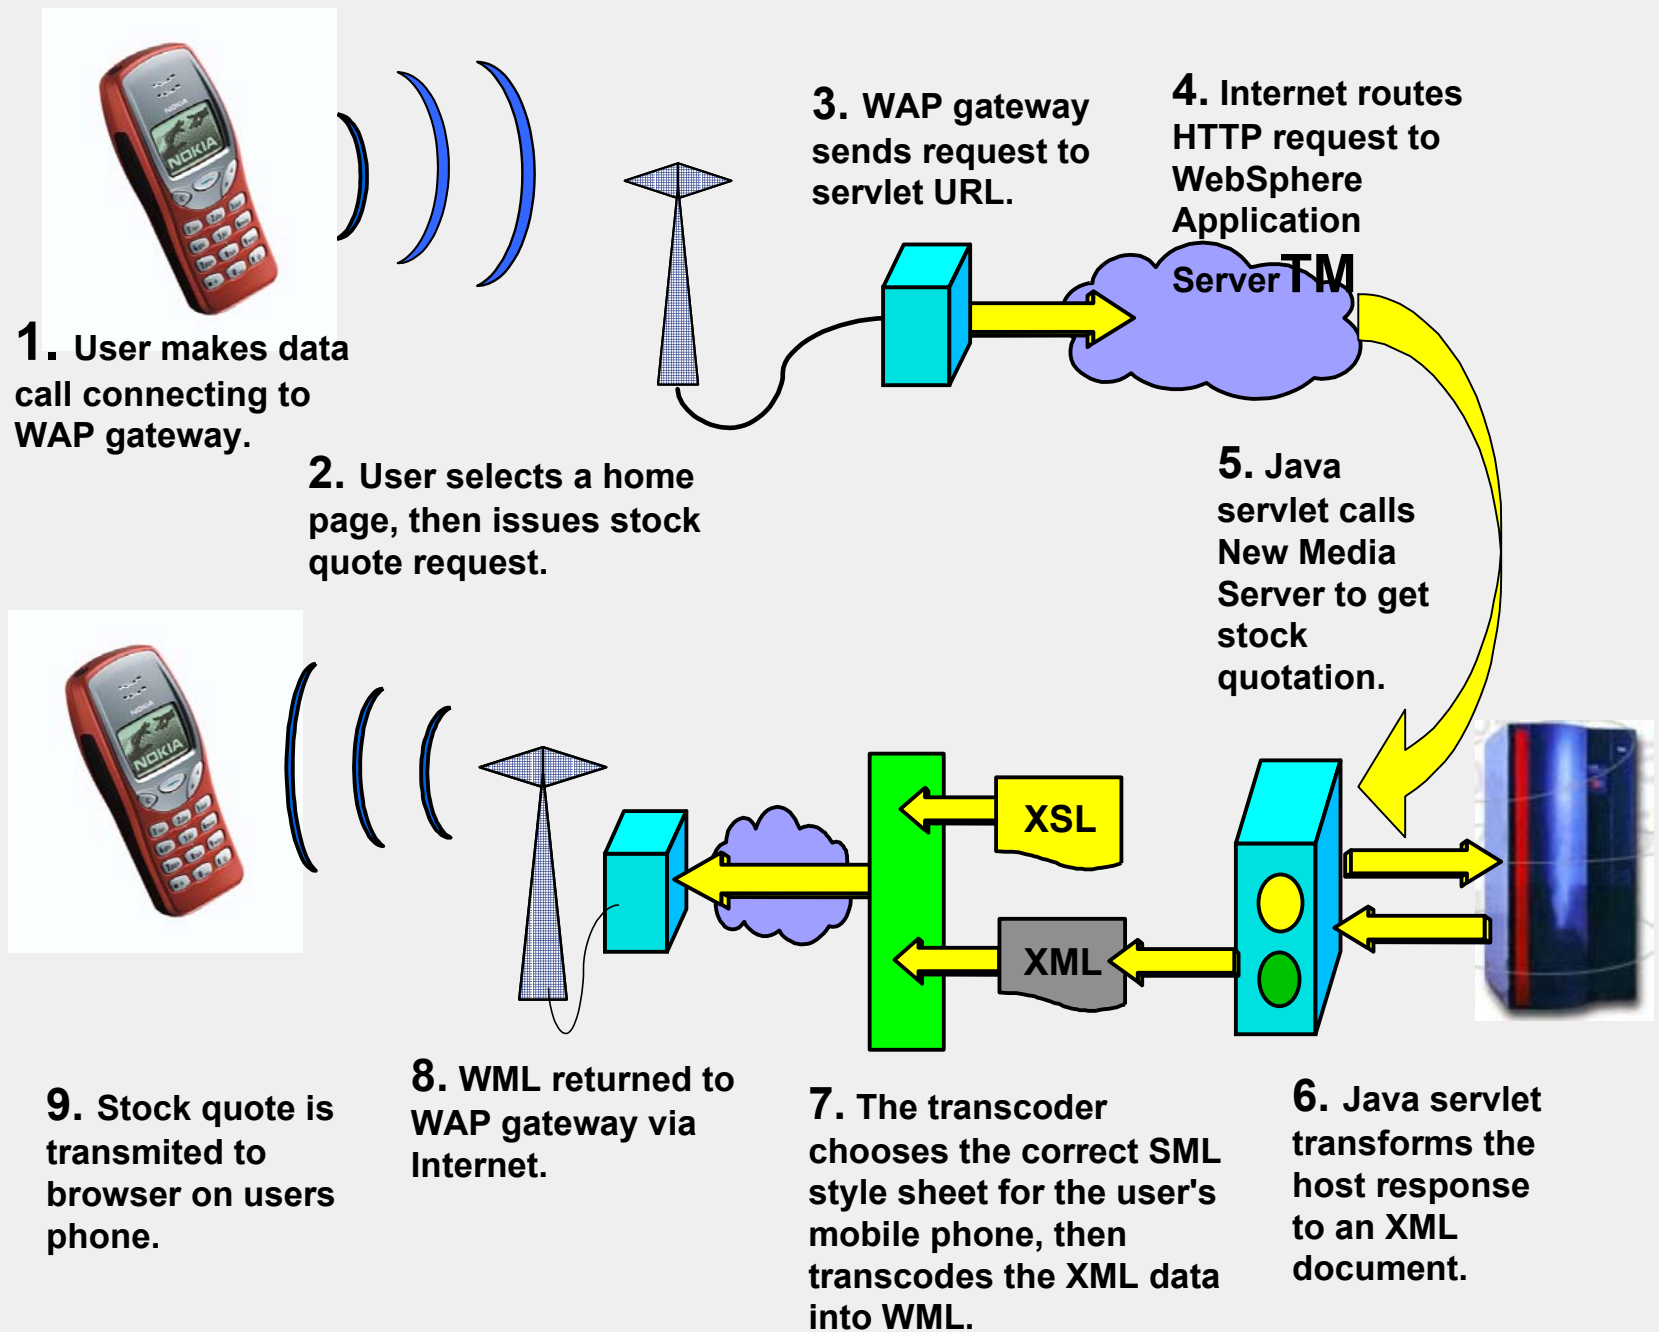 1. User makes data
call connecting to
WAP gateway.
2. User selects a home
page, then issues stock
quote request.
3. WAP gateway
sends request to
servlet URL.
4. Internet routes
HTTP request to
WebSphere
Application
ServerTM
5. Java
servlet calls
New Media
Server to get
stock
quotation.
6. Java servlet
transforms the
host response
to an XML
document.
XSL
XML
7. The transcoder
chooses the correct SML
style sheet for the user's
mobile phone, then
transcodes the XML data
into WML.
8. WML returned to
WAP gateway via
Internet.
9. Stock quote is
transmited to
browser on users
phone.
NOKIA
NOKIA
NOKIA
NOKIA